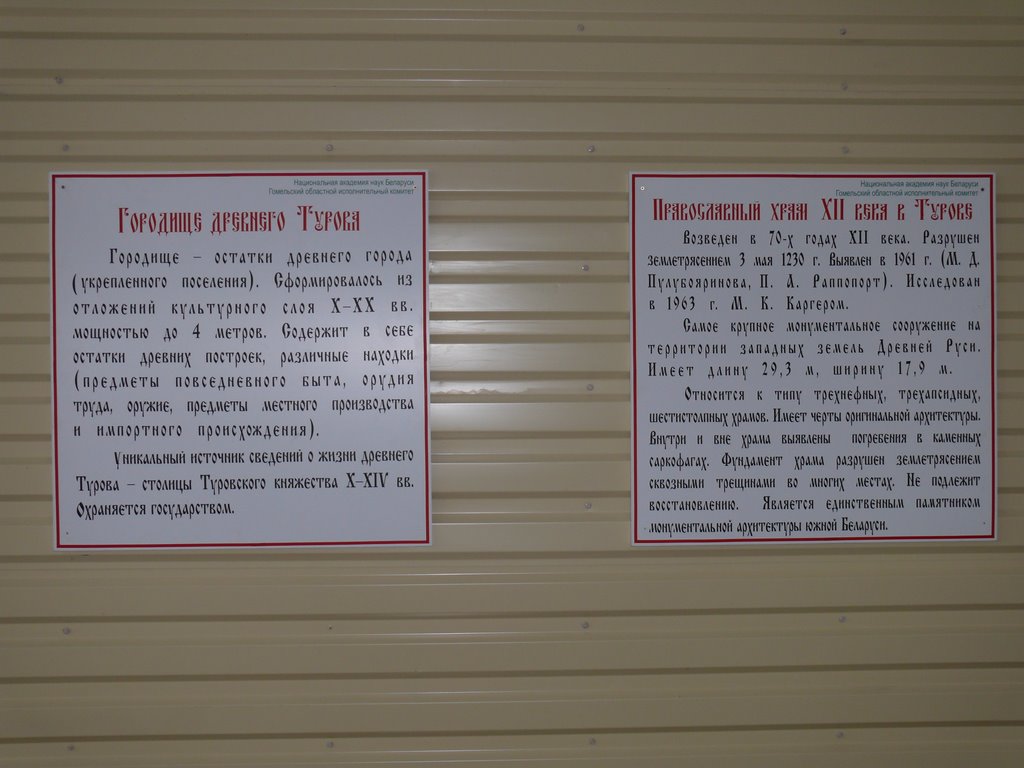 Национальная академия наук Беларуси
Гомельский областной исполнительный комитет
Городище древнего Турова
Городище – остатки древнего города
(укрепленного поселения). Сформировалось из
отложений культурного слоя X–XX вв.
мощностью до 4 метров. Содержит в себе
остатки древних построек, различные находки
(предметы повседневного быта, орудия
труда, оружие, предметы местного производства
и импортного происхождения).
Уникальный источник сведений о жизни древнего
Турова – столицы Туровского княжества X–XIV вв.
Охраняется государством.
Национальная академия наук Беларуси
Гомельский областной исполнительный комитет
Православный храм XII века в Турове
Возведен в 70-х годах XII века. Разрушен
землетрясением 3 мая 1230 г. Выявлен в 1961 г. (М. Д.
Пулубояринова, П. А. Раппопорт). Исследован
в 1963 г. М. К. Каргером.
Самое крупное монументальное сооружение на
территории западных земель Древней Руси.
Имеет длину 29,3 м, ширину 17,9 м.
Относится к типу трехнефных, трехапсидных,
шестистолпных храмов. Имеет черты оригинальной архитектуры.
Внутри и вне храма выявлены погребения в каменных
саркофагах. Фундамент храма разрушен землетрясением
сквозными трещинами во многих местах. Не подлежит
восстановлению. Является единственным памятником
монументальной архитектуры южной Беларуси.